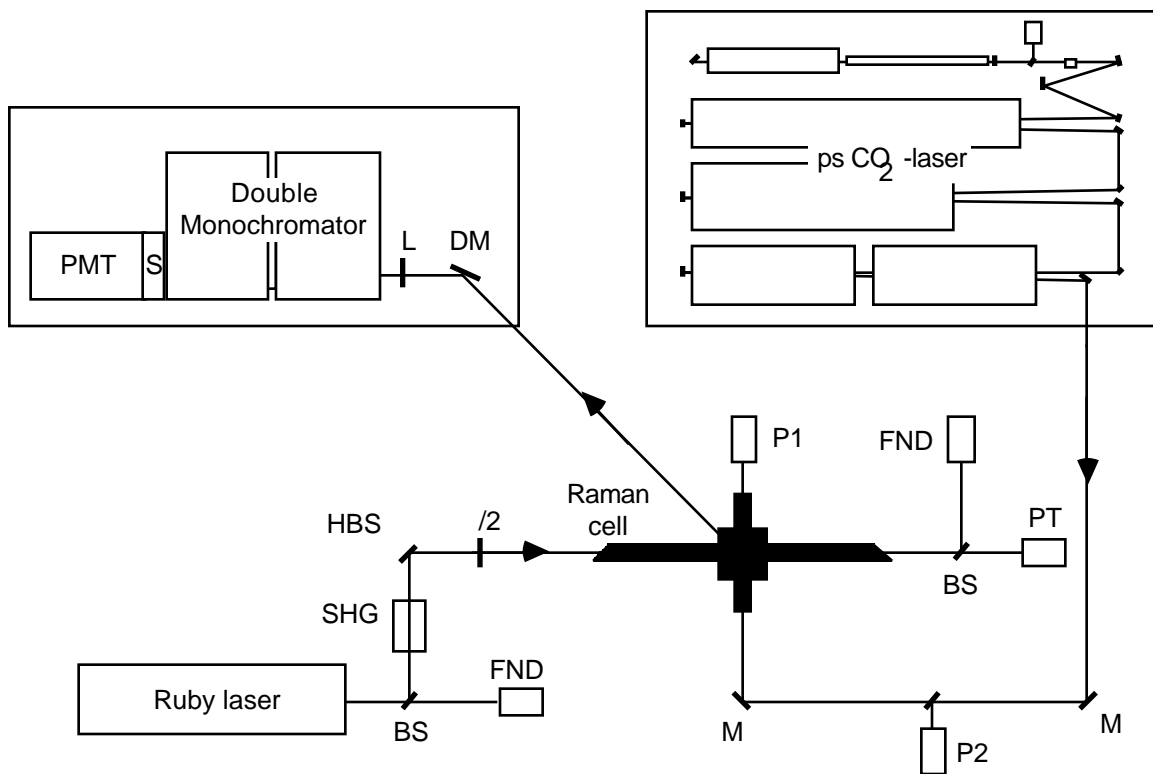 ps CO2 -laser
Double
Monochromator
L
DM
PMT
S
P1
FND
Raman
cell
HBS
/2
PT
BS
SHG
FND
Ruby laser
BS
M
M
P2